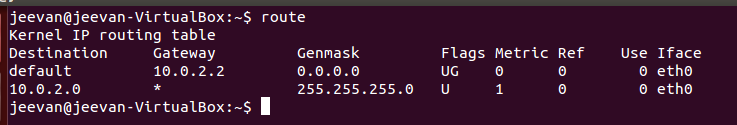 jeevan@jeevan-VirtualBox:~$ route
Kernel IP routing table
Destination     Gateway         Genmask         Flags Metric Ref    Use Iface
default         10.0.2.2        0.0.0.0         UG    0      0        0 eth0
10.0.2.0        *               255.255.255.0   U     1      0        0 eth0
jeevan@jeevan-VirtualBox:~$